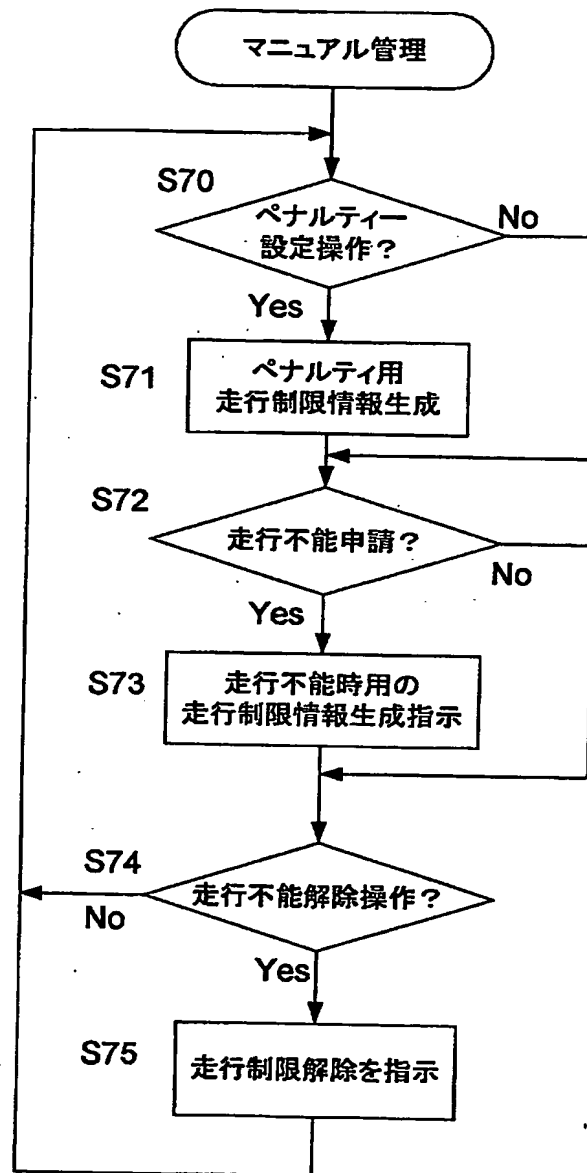 マニュアル管理
S70
ペナルティー
設定操作？
No
Yes
S71
ペナルティ用
走行制限情報生成
S72
走行不能申請？
No
Yes
S73
走行不能時用の
走行制限情報生成指示
S74
走行不能解除操作？
No
Yes
S75
走行制限解除を指示